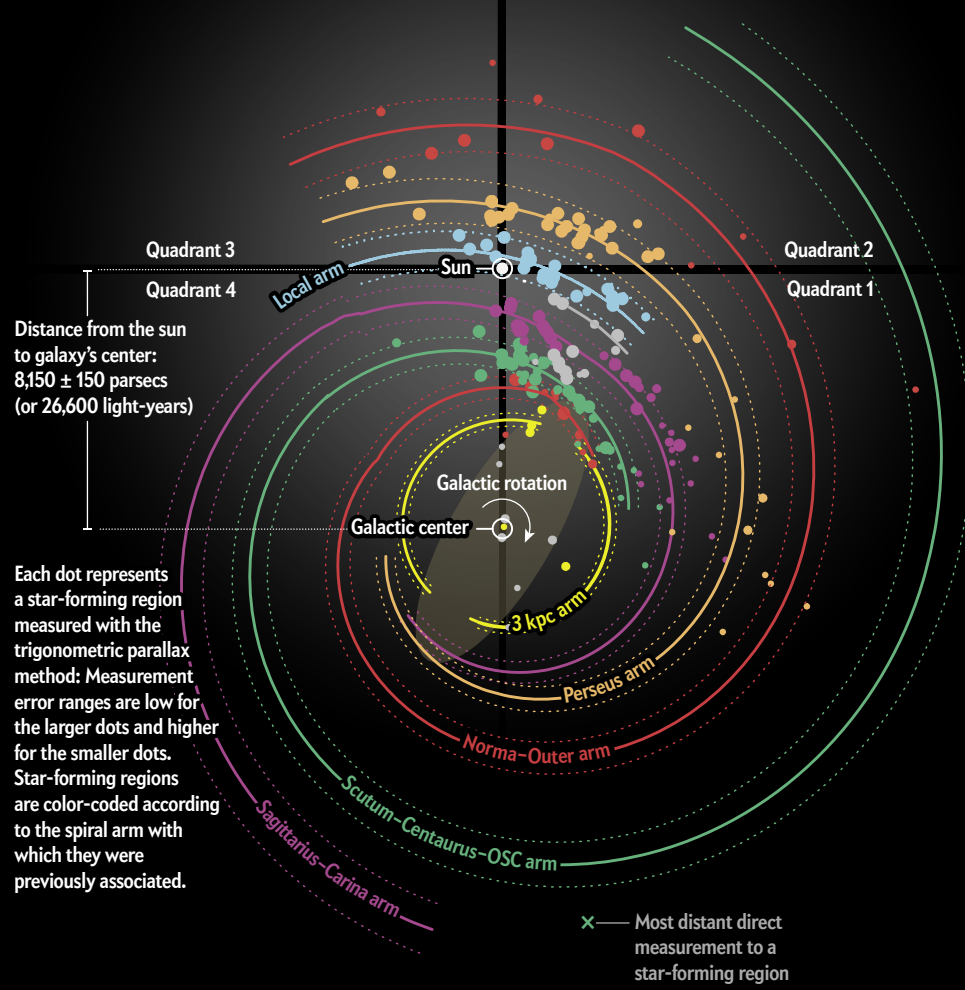 Quadrant 3
Quadrant 2
Sun
Local arm
Quadrant 4
Quadrant 1
Distance from the sun
to galaxy’s center:
8,150 ± 150 parsecs
(or 26,600 light-years)
Galactic rotation
Galactic center
3 kpc arm
Each dot represents
a star-forming region
measured with the
trigonometric parallax
method: Measurement
error ranges are low for
the larger dots and higher
for the smaller dots.
Star-forming regions
are color-coded according
to the spiral arm with
which they were
previously associated.
Perseus arm
Norma–Outer arm
Scutum–Centaurus–OSC arm
Sagittarius–Carina arm
Most distant direct
measurement to a
star-forming region